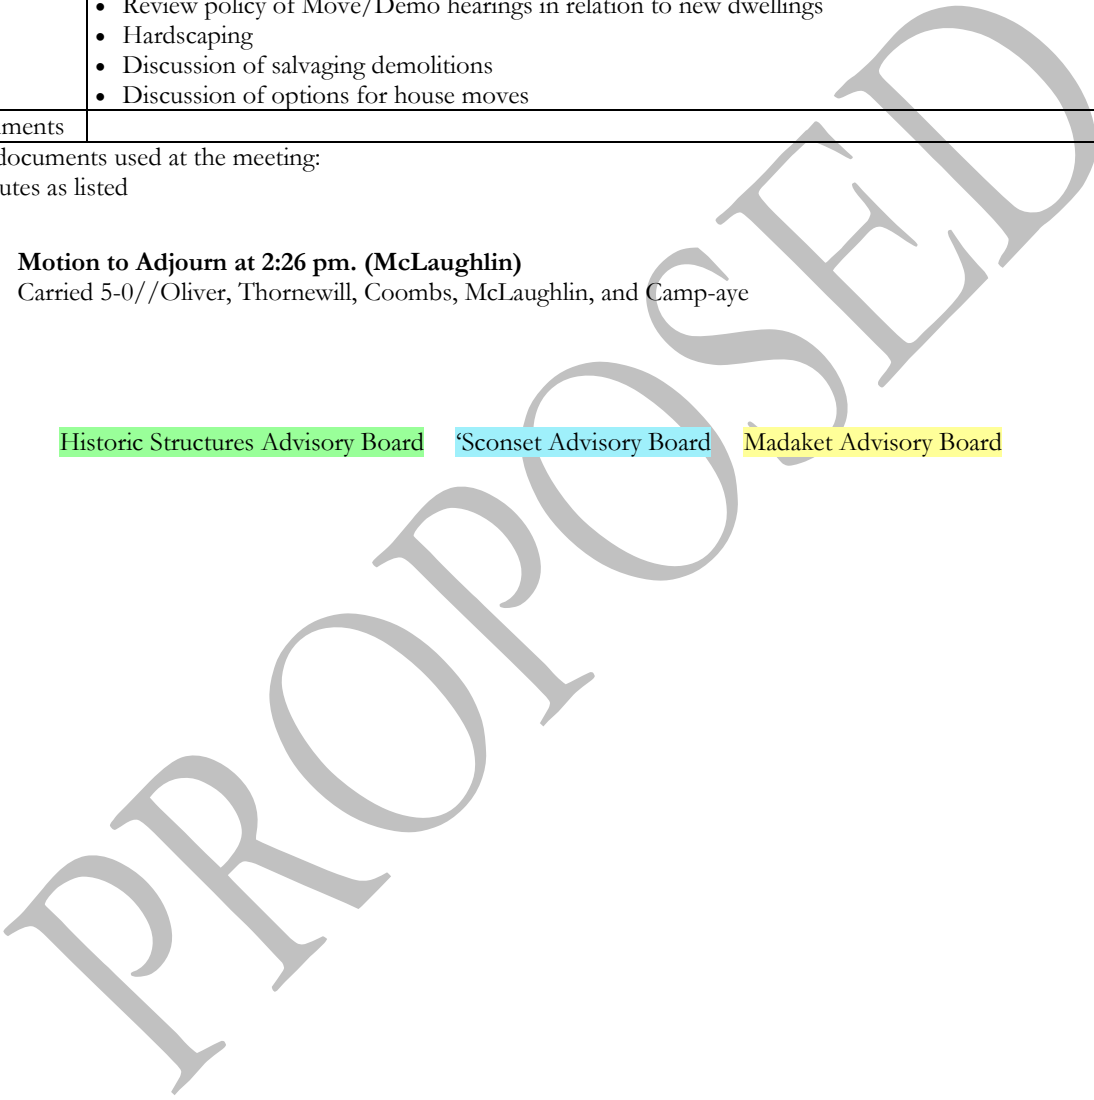 • Review policy of Move/Demo hearings in relation to new dwellings
• Hardscaping
• Discussion of salvaging demolitions
• Discussion of options for house moves
ments
documents used at the meeting:
utes as listed
Motion to Adjourn at 2:26 pm. (McLaughlin)
Carried 5-0//Oliver, Thornewill, Coombs, McLaughlin, and Camp-aye
Historic Structures Advisory Board ‘Sconset Advisory Board Madaket Advisory Board
PROPOSED